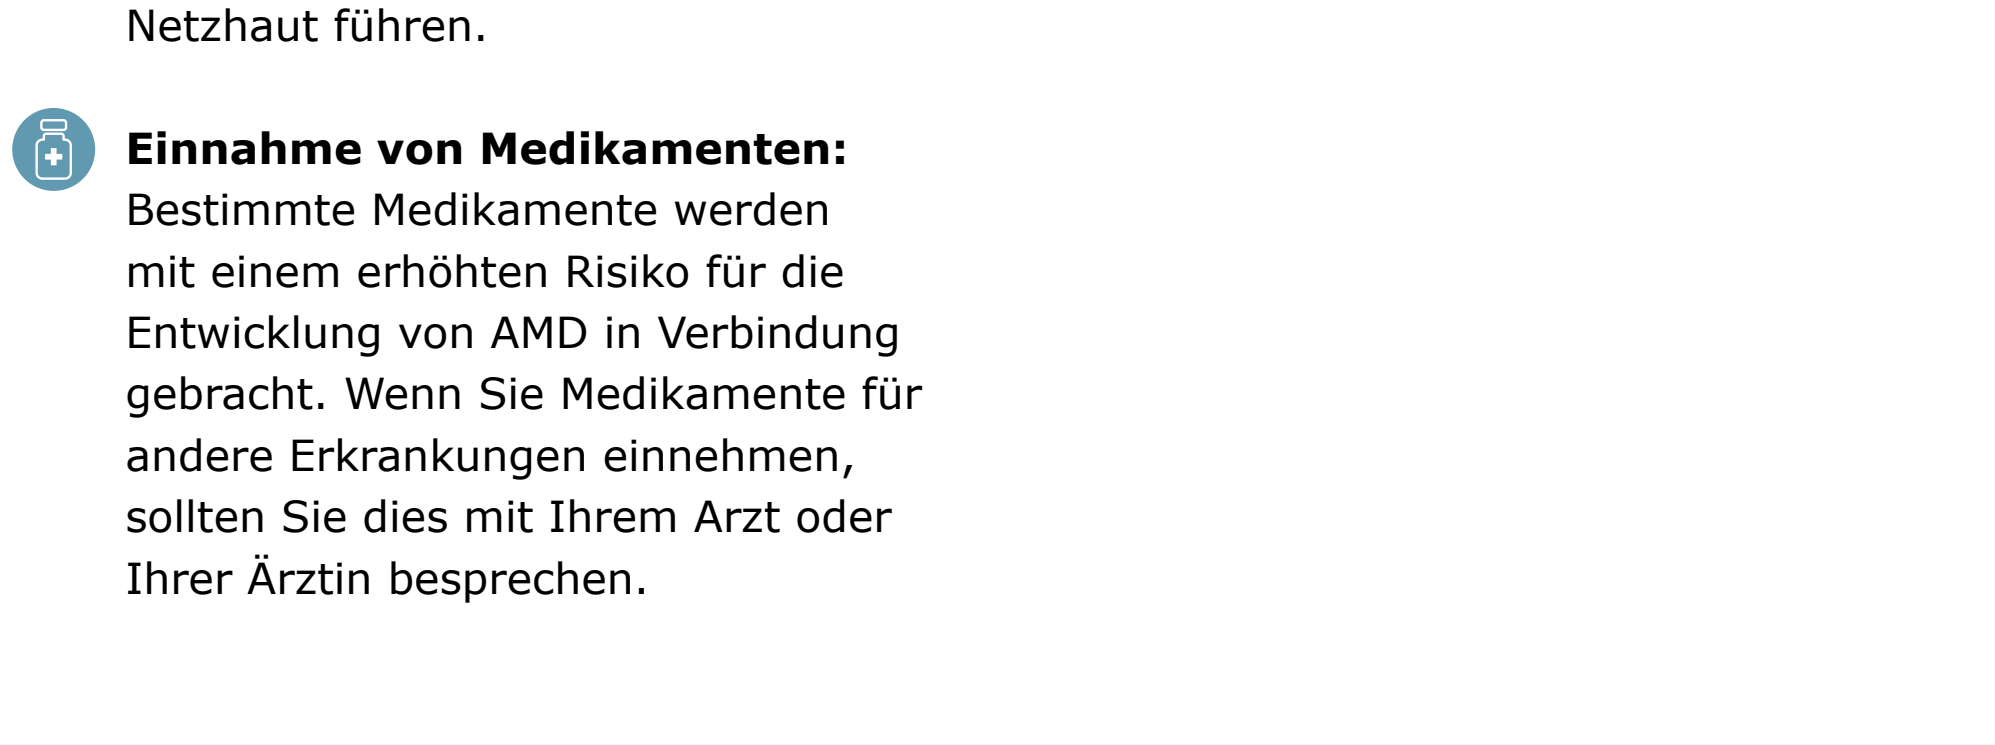 Netzhaut führen.
Einnahme von Medikamenten:
Bestimmte Medikamente werden
mit einem erhöhten Risiko für die
Entwicklung von AMD in Verbindung
gebracht. Wenn Sie Medikamente für
andere Erkrankungen einnehmen,
sollten Sie dies mit Ihrem Arzt oder
Ihrer Ärztin besprechen.